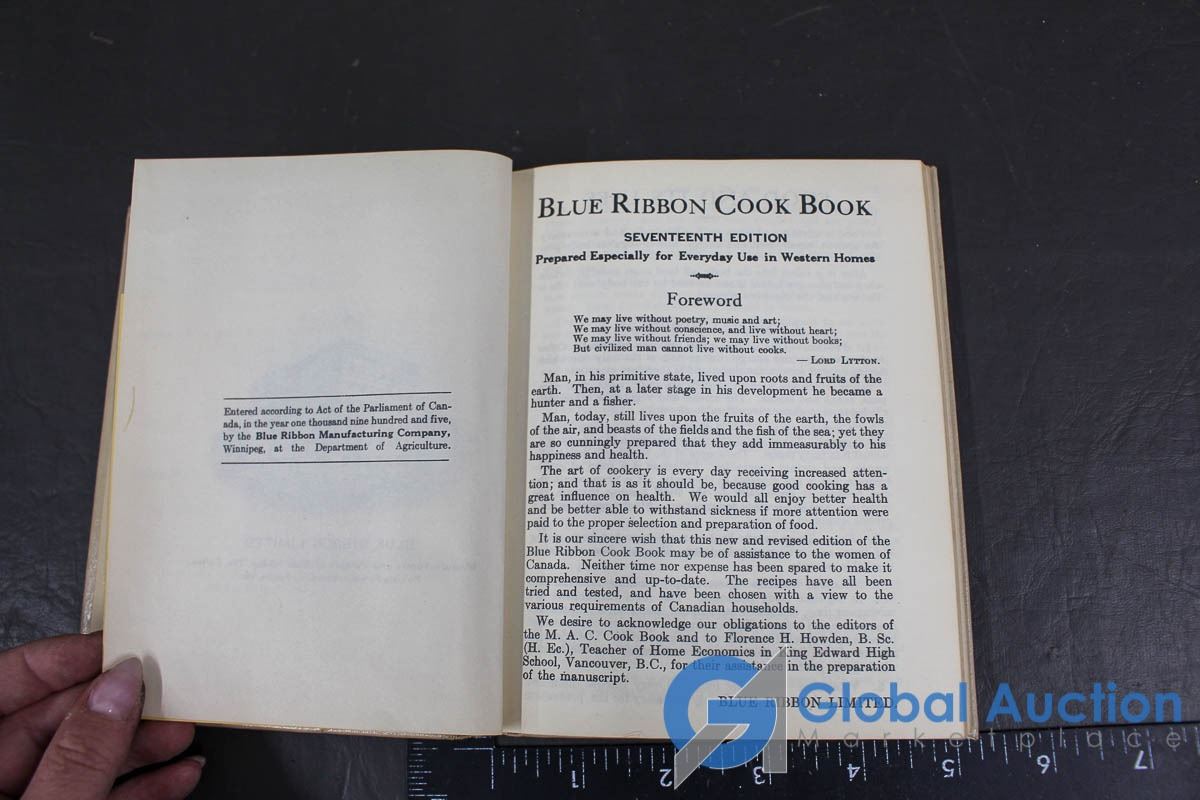 Entered according to Act of the Parliament of Can-
ada, in the year one thousand nine hundred and five,
by the Blue Ribbon Manufacturing Company,
Winnipeg, at the Department of Agriculture.
BLUE RIBBON COOK BOOK
SEVENTEENTH EDITION
Prepared Especially for Everyday Use in Western Homes
Foreword
We may live without poetry, music and art;
We may live without conscience, and live without heart;
We may live without friends; we may live without books;
But civilized man cannot live without cooks.
— LORD LYTTON.
Man, in his primitive state, lived upon roots and fruits of the
earth. Then, at a later stage in his development he became a
hunter and a fisher.
Man, today, still lives upon the fruits of the earth, the fowls
of the air, and beasts of the fields and the fish of the sea; yet they
are so cunningly prepared that they add immeasurably to his
happiness and health.
The art of cookery is every day receiving increased atten-
tion; and that is as it should be, because good cooking has a
great influence on health. We would all enjoy better health
and be better able to withstand sickness if more attention were
paid to the proper selection and preparation of food.
It is our sincere wish that this new and revised edition of the
Blue Ribbon Cook Book may be of assistance to the women of
Canada. Neither time nor expense has been spared to make it
comprehensive and up-to-date. The recipes have all been
tried and tested, and have been chosen with a view to the
various requirements of Canadian households.
We desire to acknowledge our obligations to the editors of
the M. A. C. Cook Book and to Florence H. Howden, B. Sc.
(H. Ec.), Teacher of Home Economics in King Edward High
School, Vancouver, B.C., for their assistance in the preparation
of the manuscript.
BLUE RIBBON LIMITED.
Global Auction
Marketplace
1 2 3 4 5 6 7